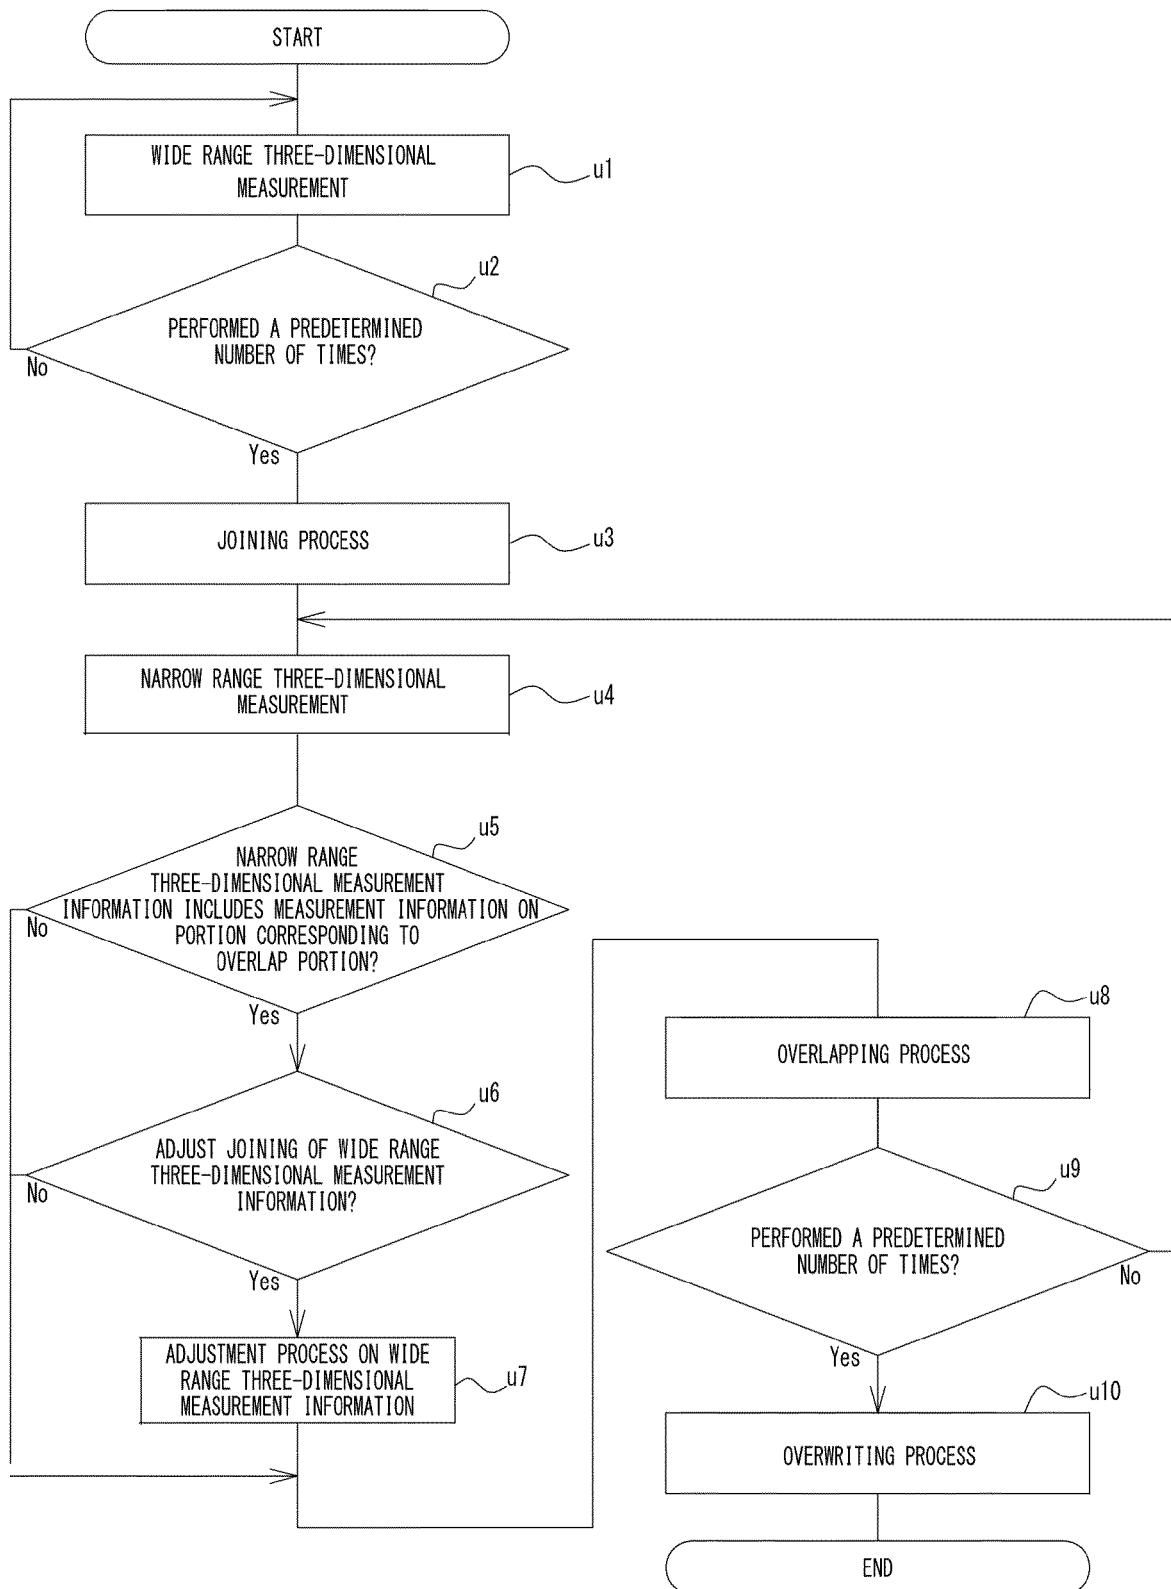 START
WIDE RANGE THREE-DIMENSIONAL
MEASUREMENT
u1
u2
PERFORMED A PREDETERMINED
NUMBER OF TIMES?
No
Yes
JOINING PROCESS
u3
NARROW RANGE THREE-DIMENSIONAL
MEASUREMENT
u4
u5
NARROW RANGE
THREE-DIMENSIONAL MEASUREMENT
INFORMATION INCLUDES MEASUREMENT INFORMATION ON
PORTION CORRESPONDING TO
OVERLAP PORTION?
No
Yes
u6
ADJUST JOINING OF WIDE RANGE
THREE-DIMENSIONAL MEASUREMENT
INFORMATION?
No
Yes
ADJUSTMENT PROCESS ON WIDE
RANGE THREE-DIMENSIONAL
MEASUREMENT INFORMATION
u7
u8
OVERLAPPING PROCESS
u9
PERFORMED A PREDETERMINED
NUMBER OF TIMES?
No
Yes
u10
OVERWRITING PROCESS
END